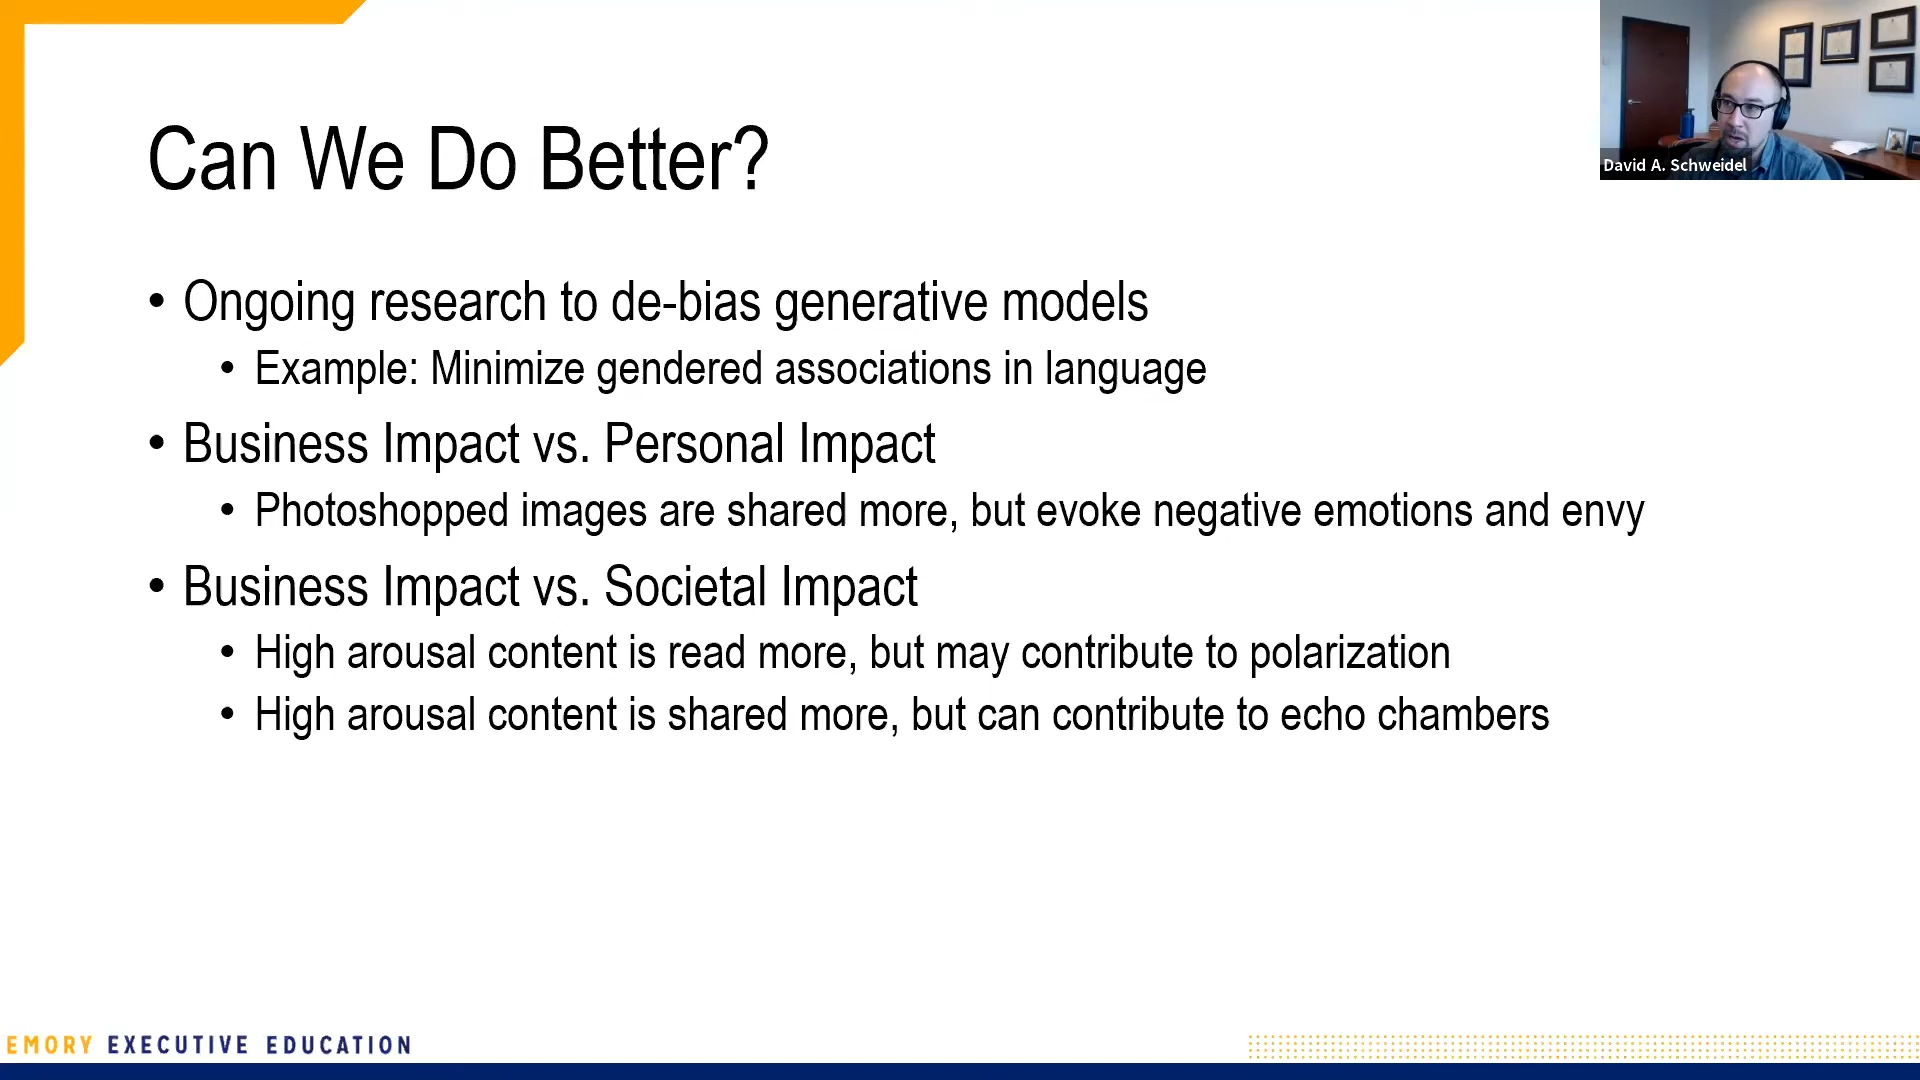 Can We Do Better?
• Ongoing research to de-bias generative models
• Example: Minimize gendered associations in language
• Business Impact vs. Personal Impact
• Photoshopped images are shared more, but evoke negative emotions and envy
• Business Impact vs. Societal Impact
• High arousal content is read more, but may contribute to polarization
• High arousal content is shared more, but can contribute to echo chambers
David A. Schweidel
EMORY EXECUTIVE EDUCATION